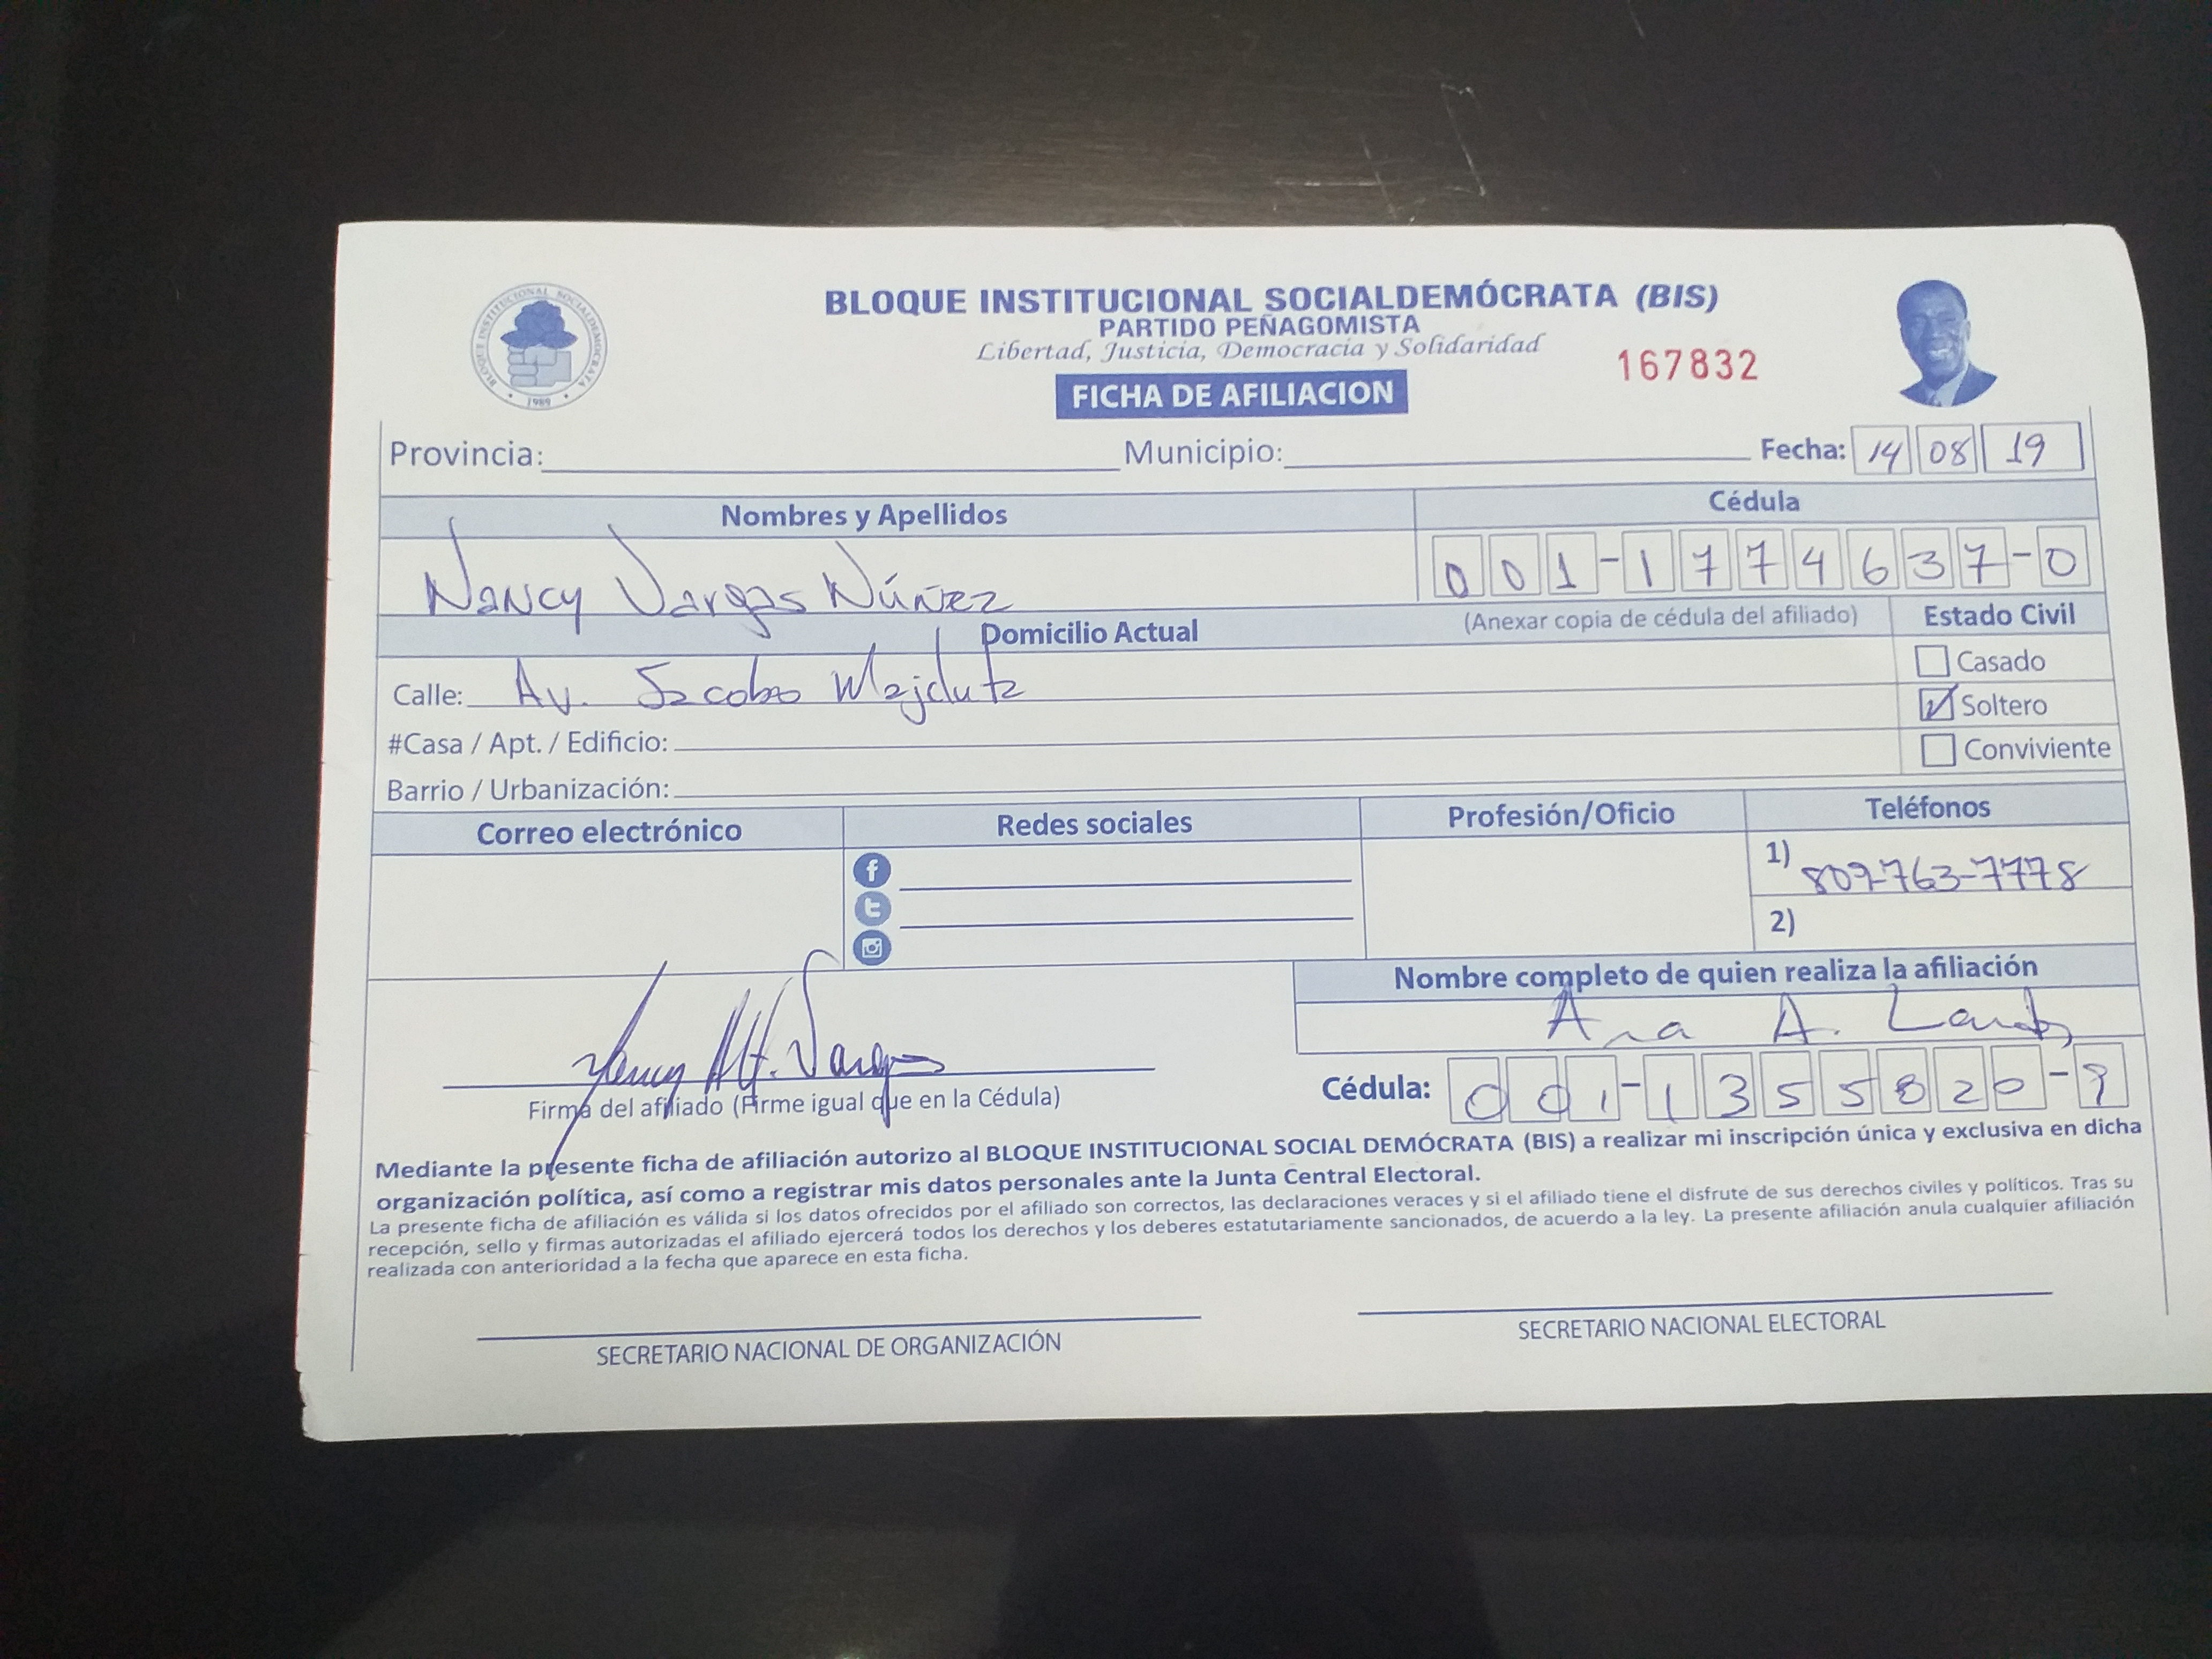 BLOQUE INSTITUCIONAL SOCIALDEMÓCRATA
1989
BLOQUE INSTITUCIONAL SOCIALDEMÓCRATA (BIS)
PARTIDO PEÑAGOMISTA
Libertad, Justicia, Democracia y Solidaridad
167832
FICHA DE AFILIACION
Provincia: Municipio: Fecha: 14 08 19
Nombres y Apellidos Cédula
Nancy Vargas Núñez 001-1774637-0
Domicilio Actual (Anexar copia de cédula del afiliado) Estado Civil
Calle: Av. Jacobo Majluta
Casado
Soltero
#Casa / Apt. / Edificio:
Conviviente
Barrio / Urbanización:
Correo electrónico Redes sociales Profesión/Oficio Teléfonos
1) 809-763-7778
2)
Nombre completo de quien realiza la afiliación
Ana A.
Nancy Alt. Vargas
Firma del afiliado (Firme igual que en la Cédula) Cédula: 001-1355820-9
Mediante la presente ficha de afiliación autorizo al BLOQUE INSTITUCIONAL SOCIAL DEMÓCRATA (BIS) a realizar mi inscripción única y exclusiva en dicha
organización política, así como a registrar mis datos personales ante la Junta Central Electoral.
La presente ficha de afiliación es válida si los datos ofrecidos por el afiliado son correctos, las declaraciones veraces y si el afiliado tiene el disfrute de sus derechos civiles y políticos. Tras su
recepción, sello y firmas autorizadas el afiliado ejercerá todos los derechos y los deberes estatutariamente sancionados, de acuerdo a la ley. La presente afiliación anula cualquier afiliación
realizada con anterioridad a la fecha que aparece en esta ficha.
SECRETARIO NACIONAL DE ORGANIZACIÓN SECRETARIO NACIONAL ELECTORAL